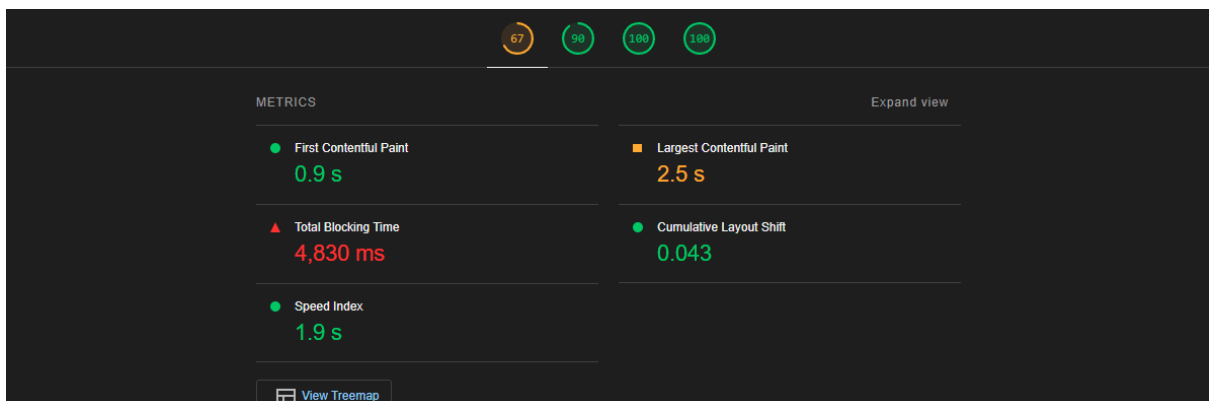 67 90 100 100
METRICS
Expand view
First Contentful Paint
0.9 s
Largest Contentful Paint
2.5 s
Total Blocking Time
4,830 ms
Cumulative Layout Shift
0.043
Speed Index
1.9 s
View Treemap